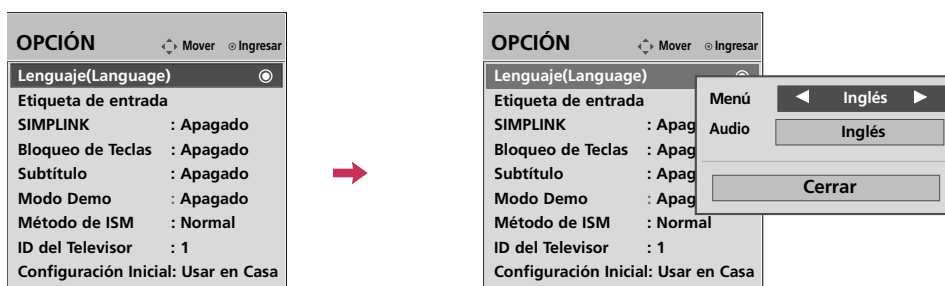 OPCIÓN Mover Ingresar
Lenguaje(Language)
Etiqueta de entrada
SIMPLINK : Apagado
Bloqueo de Teclas : Apagado
Subtítulo : Apagado
Modo Demo : Apagado
Método de ISM : Normal
ID del Televisor : 1
Configuración Inicial: Usar en Casa
OPCIÓN Mover Ingresar
Lenguaje(Language)
Etiqueta de entrada
SIMPLINK : Apag
Bloqueo de Teclas : Apag
Subtítulo : Apag
Modo Demo : Apag
Método de ISM : Normal
ID del Televisor : 1
Configuración Inicial: Usar en Casa
Menú ◀ Inglés ▶
Audio Inglés
Cerrar